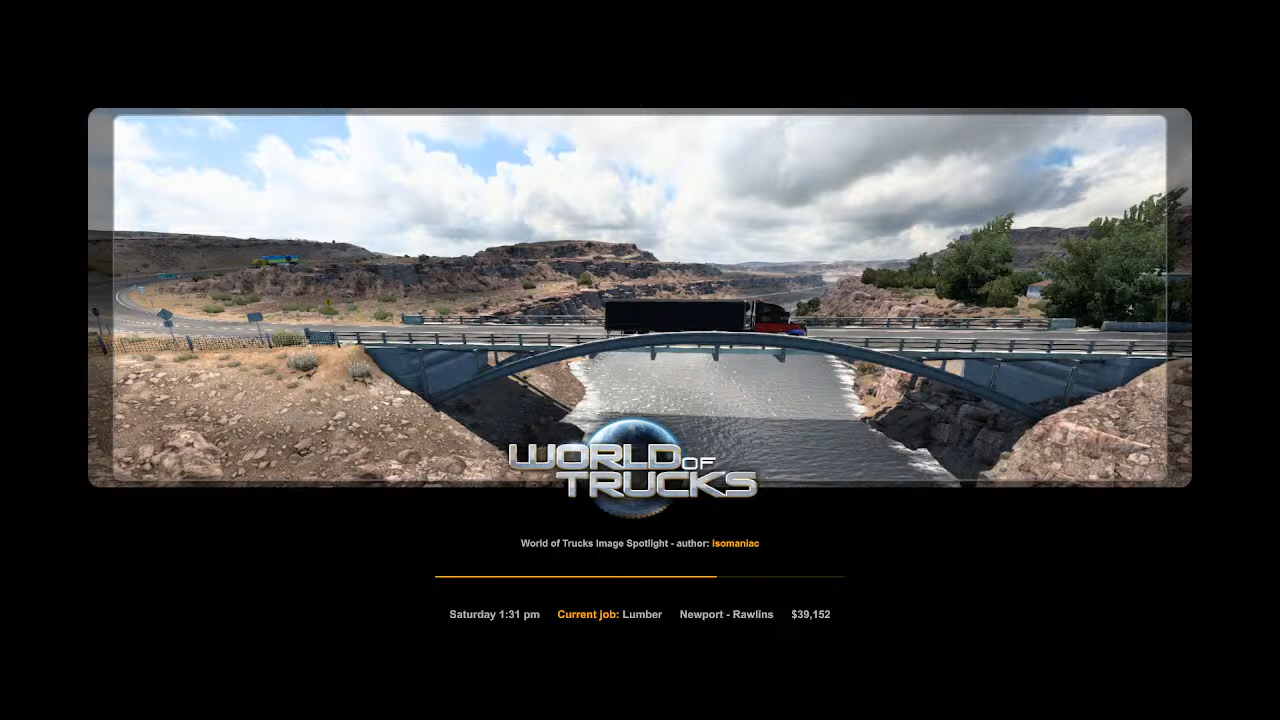 WORLD OF
TRUCKS
World of Trucks Image Spotlight - author: isomaniac
Saturday 1:31 pm Current job: Lumber Newport - Rawlins $39,152